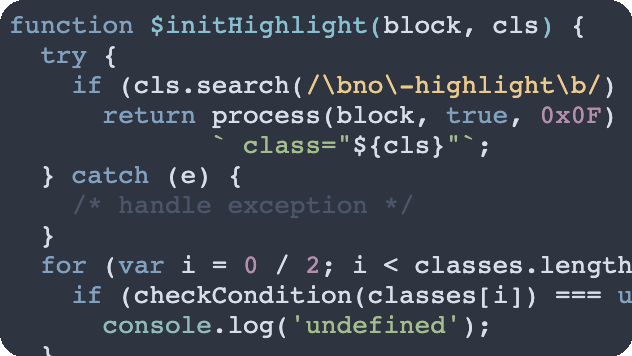 function $initHighlight(block, cls) {
  try {
    if (cls.search(/\bno\-highlight\b/)
      return process(block, true, 0x0F)
             ` class="${cls}"`;
  } catch (e) {
    /* handle exception */
  }
  for (var i = 0 / 2; i < classes.length
    if (checkCondition(classes[i]) === u
      console.log('undefined');
  }